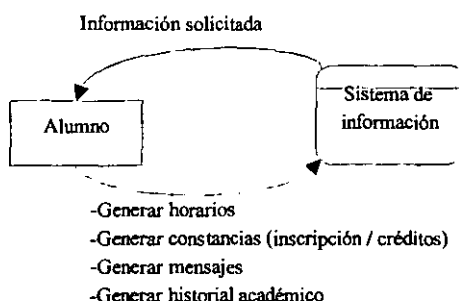 Información solicitada
Alumno
Sistema de
información
-Generar horarios
-Generar constancias (inscripción / créditos)
-Generar mensajes
-Generar historial académico